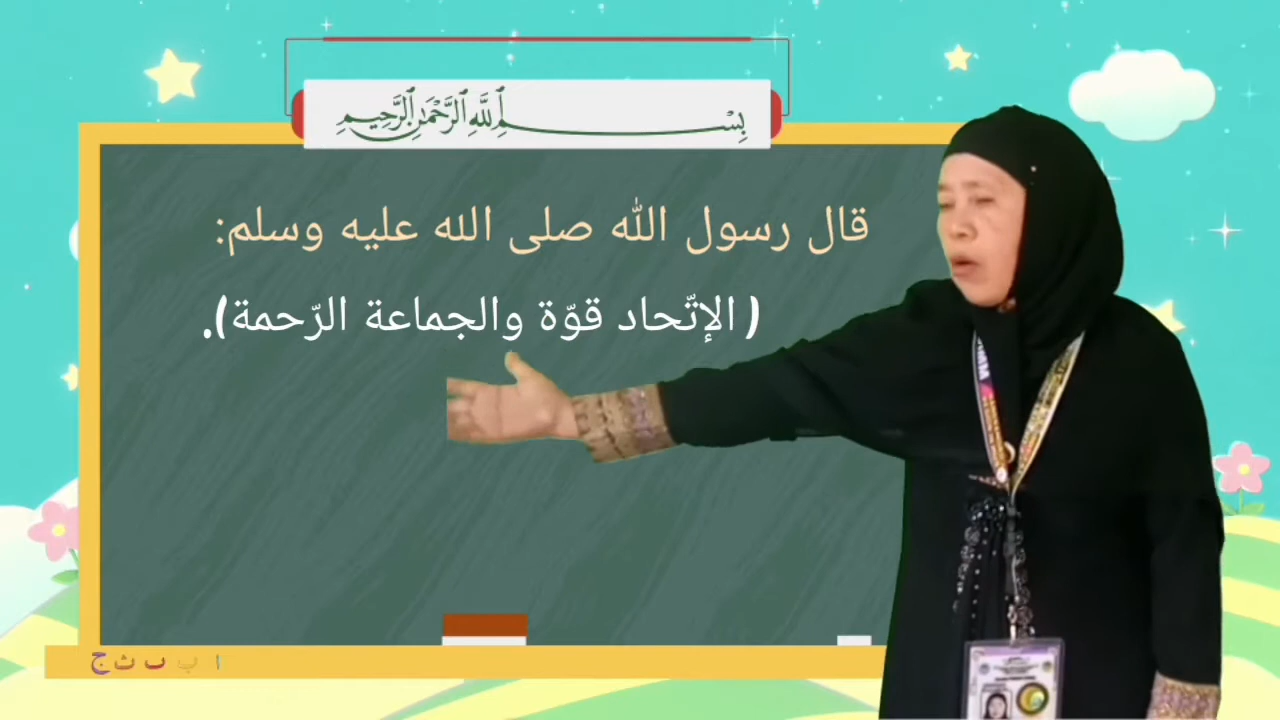 بِسْمِ ٱللَّهِ ٱلرَّحْمَٰنِ ٱلرَّحِيمِ
قال رسول الله صلى الله عليه وسلم:
( الإتّحاد قوّة والجماعة الرّحمة).
ا ب ب ث ج